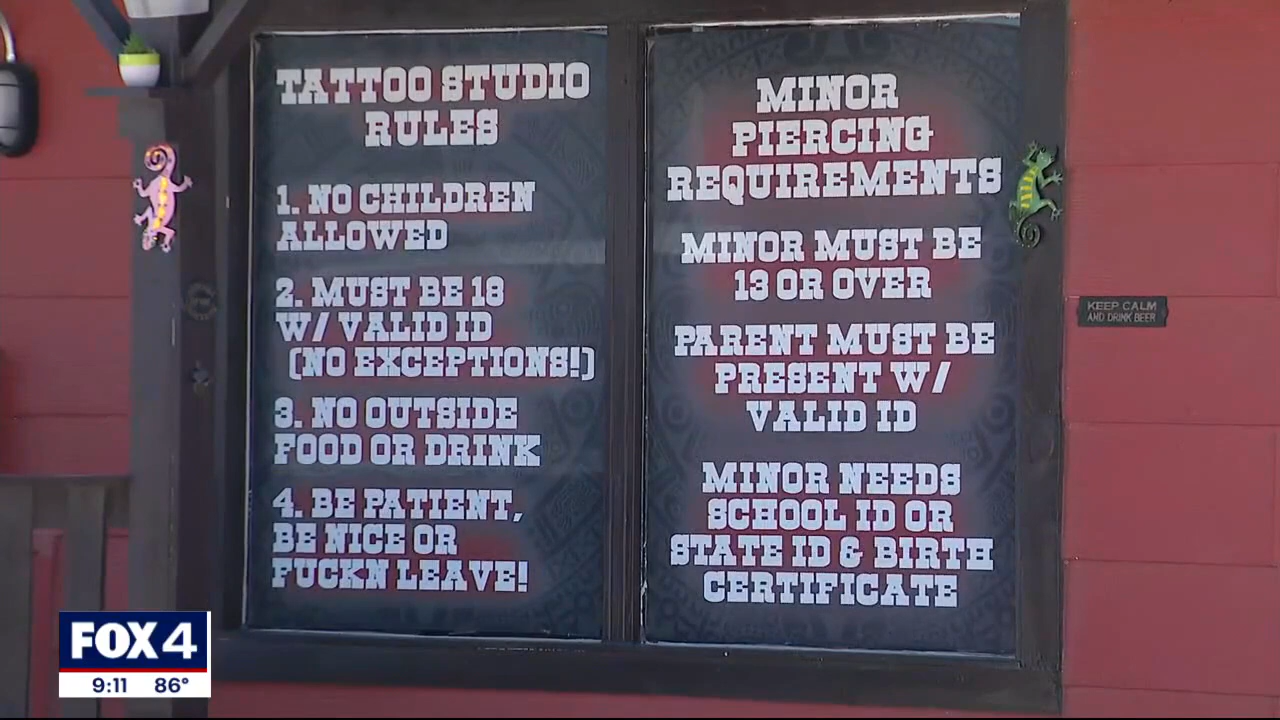 TATTOO STUDIO
RULES
1. NO CHILDREN
ALLOWED
2. MUST BE 18
W/ VALID ID
(NO EXCEPTIONS!)
3. NO OUTSIDE
FOOD OR DRINK
4. BE PATIENT,
BE NICE OR
FUCKN LEAVE!
MINOR
PIERCING
REQUIREMENTS
MINOR MUST BE
13 OR OVER
PARENT MUST BE
PRESENT W/
VALID ID
MINOR NEEDS
SCHOOL ID OR
STATE ID & BIRTH
CERTIFICATE
KEEP CALM
AND DRINK BEER
FOX 4
9:11 86°